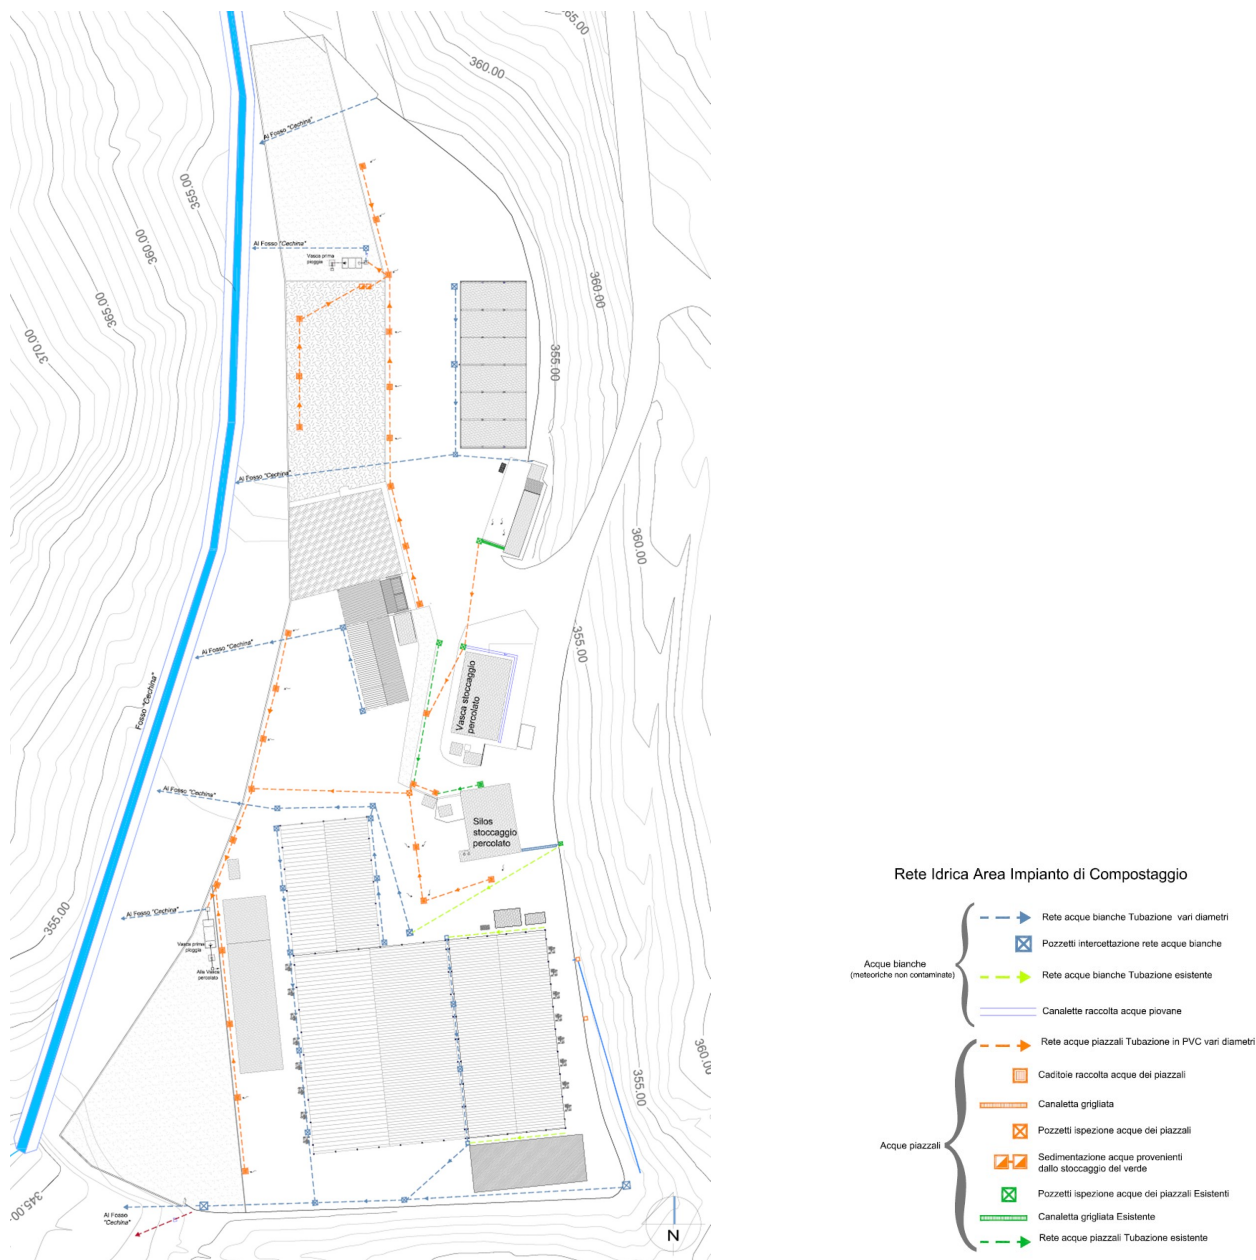 365.00
360.00
Al Fosso "Cechina"
355.00
360.00
Al Fosso "Cechina"
Vasca prima
pioggia
365.00
360.00
370.00
355.00
Al Fosso "Cechina"
360.00
355.00
Al Fosso "Cechina"
Fosso "Cechina"
Vasca stoccaggio
percolato
Al Fosso "Cechina"
Silos
stoccaggio
percolato
355.00
Al Fosso "Cechina"
Vasca prima
pioggia
Alla Vasca
percolato
360.00
355.00
345.00
Al Fosso
"Cechina"
N
Rete Idrica Area Impianto di Compostaggio
Acque bianche
(meteoriche non contaminate)
Rete acque bianche Tubazione vari diametri
Pozzetti intercettazione rete acque bianche
Rete acque bianche Tubazione esistente
Canalette raccolta acque piovane
Acque piazzali
Rete acque piazzali Tubazione in PVC vari diametri
Caditoie raccolta acque dei piazzali
Canaletta grigliata
Pozzetti ispezione acque dei piazzali
Sedimentazione acque provenienti
dallo stoccaggio del verde
Pozzetti ispezione acque dei piazzali Esistenti
Canaletta grigliata Esistente
Rete acque piazzali Tubazione esistente